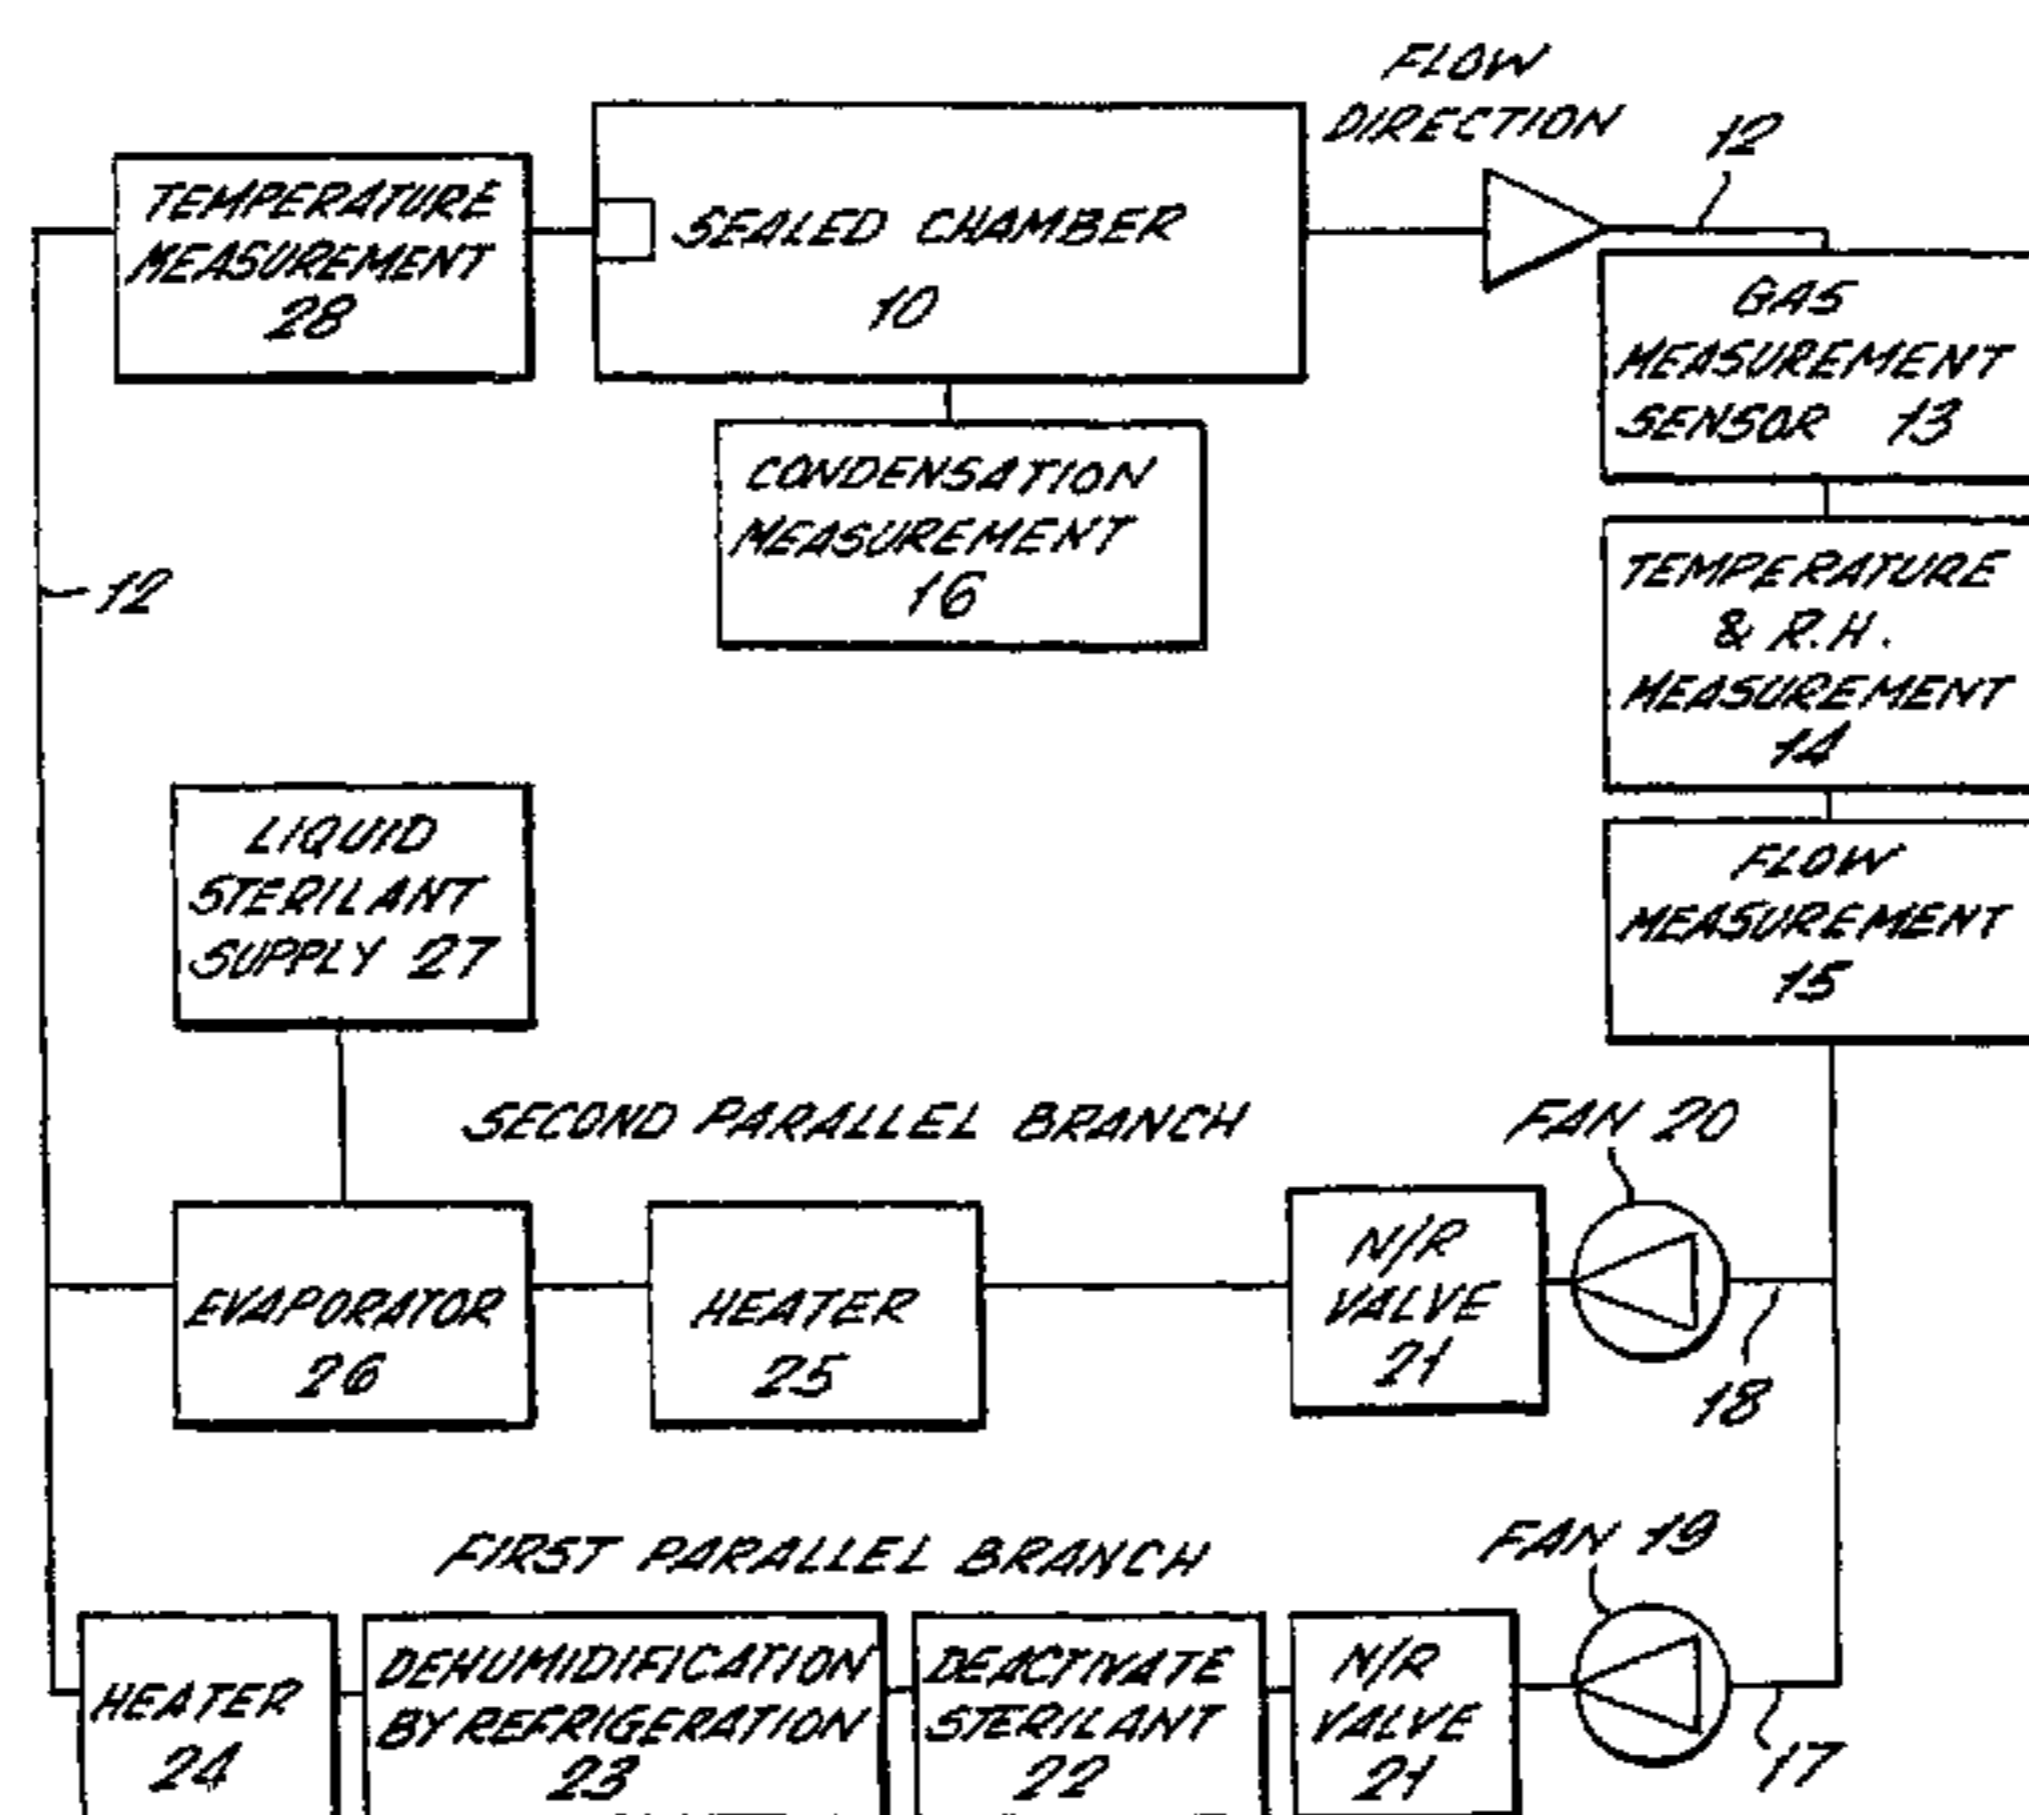 FLOW
DIRECTION
12
TEMPERATURE
MEASUREMENT
28
SEALED CHAMBER
10
GAS
MEASUREMENT
SENSOR 13
CONDENSATION
MEASUREMENT
16
12
TEMPERATURE
& R.H.
MEASUREMENT
14
LIQUID
STERILANT
SUPPLY 27
FLOW
MEASUREMENT
15
SECOND PARALLEL BRANCH
FAN 20
EVAPORATOR
26
HEATER
25
N/R
VALVE
21
18
FIRST PARALLEL BRANCH
FAN 19
HEATER
24
DEHUMIDIFICATION
BY REFRIGERATION
23
DEACTIVATE
STERILANT
22
N/R
VALVE
21
17